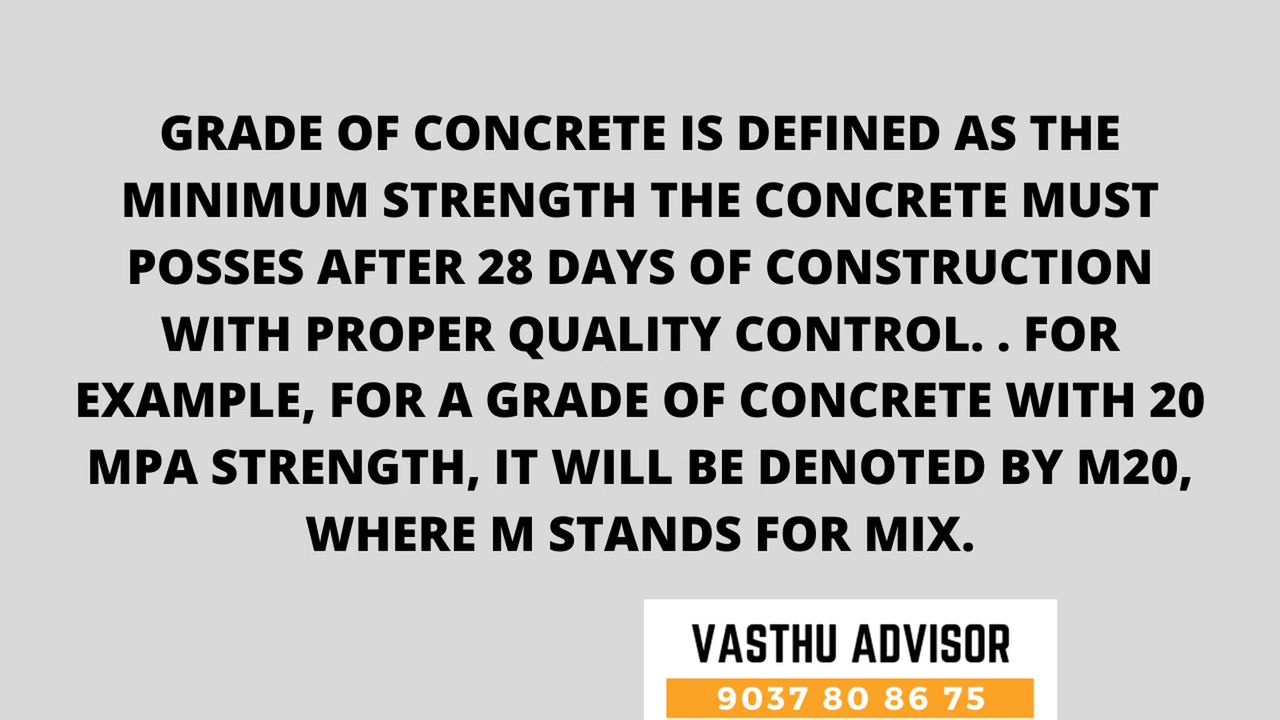 GRADE OF CONCRETE IS DEFINED AS THE
MINIMUM STRENGTH THE CONCRETE MUST
POSSES AFTER 28 DAYS OF CONSTRUCTION
WITH PROPER QUALITY CONTROL. . FOR
EXAMPLE, FOR A GRADE OF CONCRETE WITH 20
MPA STRENGTH, IT WILL BE DENOTED BY M20,
WHERE M STANDS FOR MIX.
VASTHU ADVISOR
9037 80 86 75